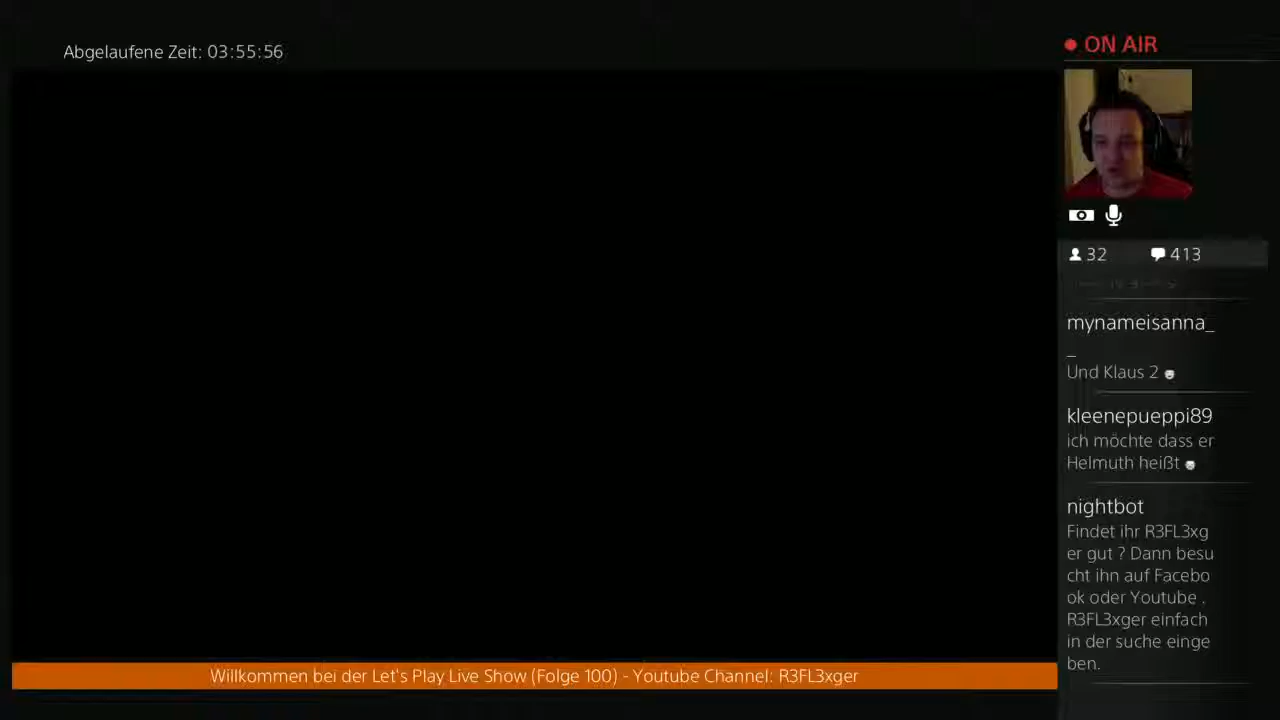 Abgelaufene Zeit: 03:55:56
ON AIR
32 413
mynameisanna_
_
Und Klaus 2
kleenepueppi89
ich möchte dass er
Helmuth heißt
nightbot
Findet ihr R3FL3xg
er gut ? Dann besu
cht ihn auf Facebo
ok oder Youtube .
R3FL3xger einfach
in der suche einge
ben.
Willkommen bei der Let's Play Live Show (Folge 100) - Youtube Channel: R3FL3xger